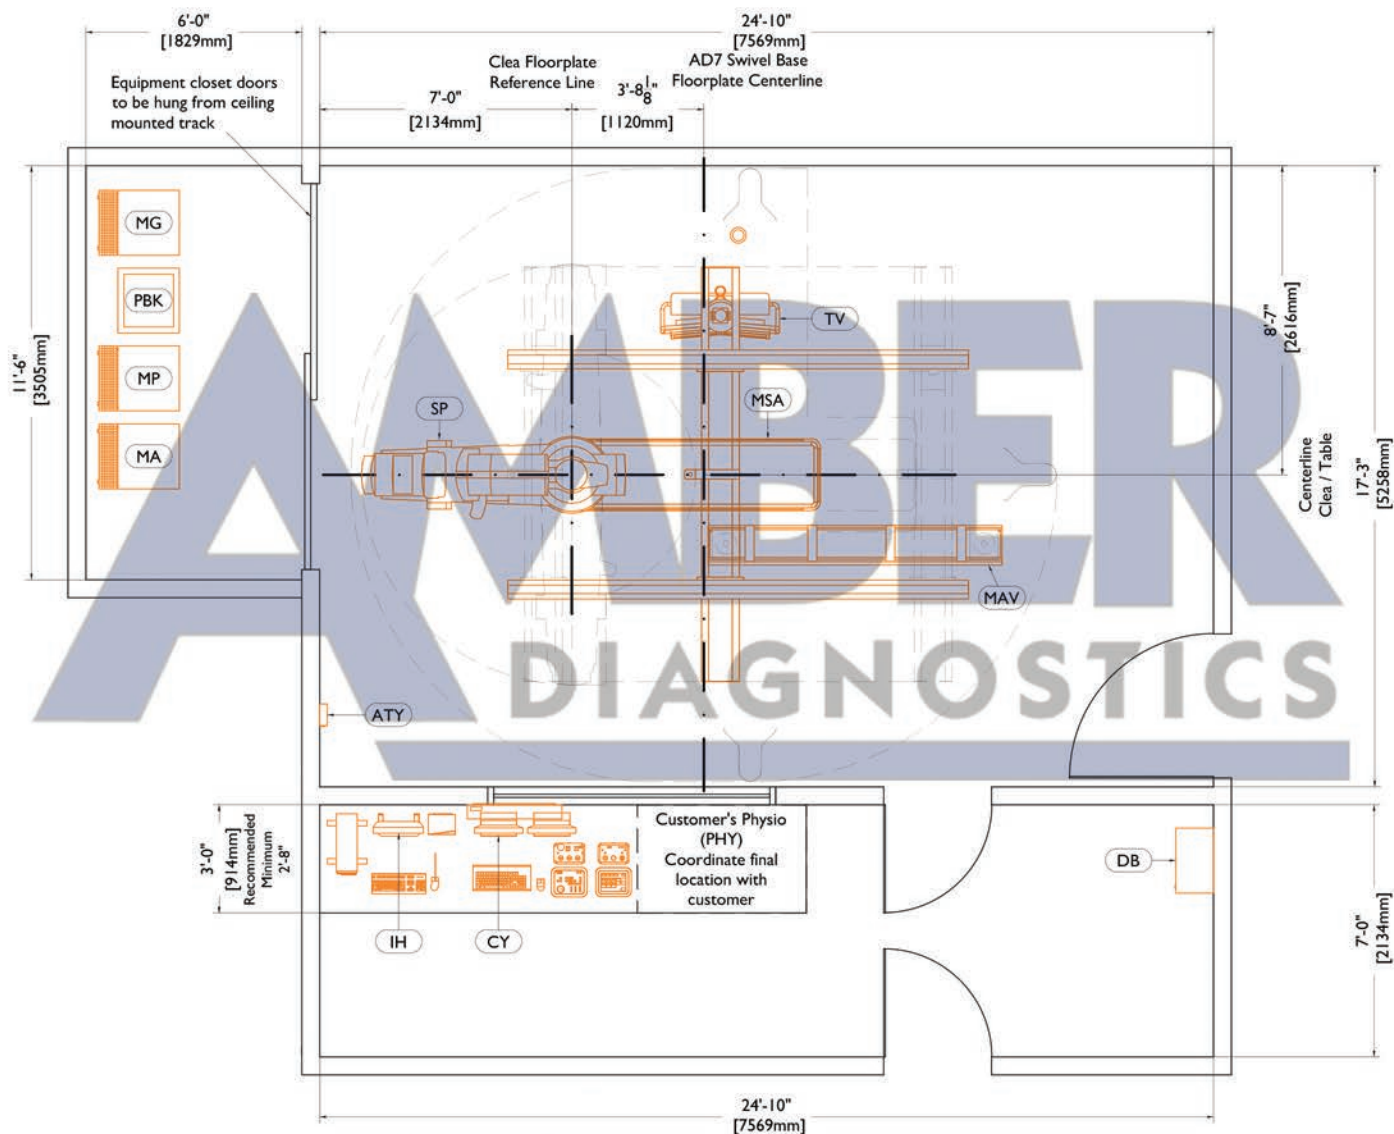 6'-0"
[1829mm]
24'-10"
[7569mm]
Equipment closet doors
to be hung from ceiling
mounted track
Clea Floorplate
Reference Line
AD7 Swivel Base
Floorplate Centerline
7'-0"
[2134mm]
3'-8 1/8"
[1120mm]
MG
PBK
MP
MA
11'-6"
[3505mm]
SP
TV
MSA
MAV
8'-7"
[2616mm]
Centerline
Clea / Table
17'-3"
[5258mm]
AMBER
DIAGNOSTICS
ATY
3'-0"
[914mm]
Recommended
Minimum
2'-8"
Customer's Physio
(PHY)
Coordinate final
location with
customer
DB
IH
CY
7'-0"
[2134mm]
24'-10"
[7569mm]